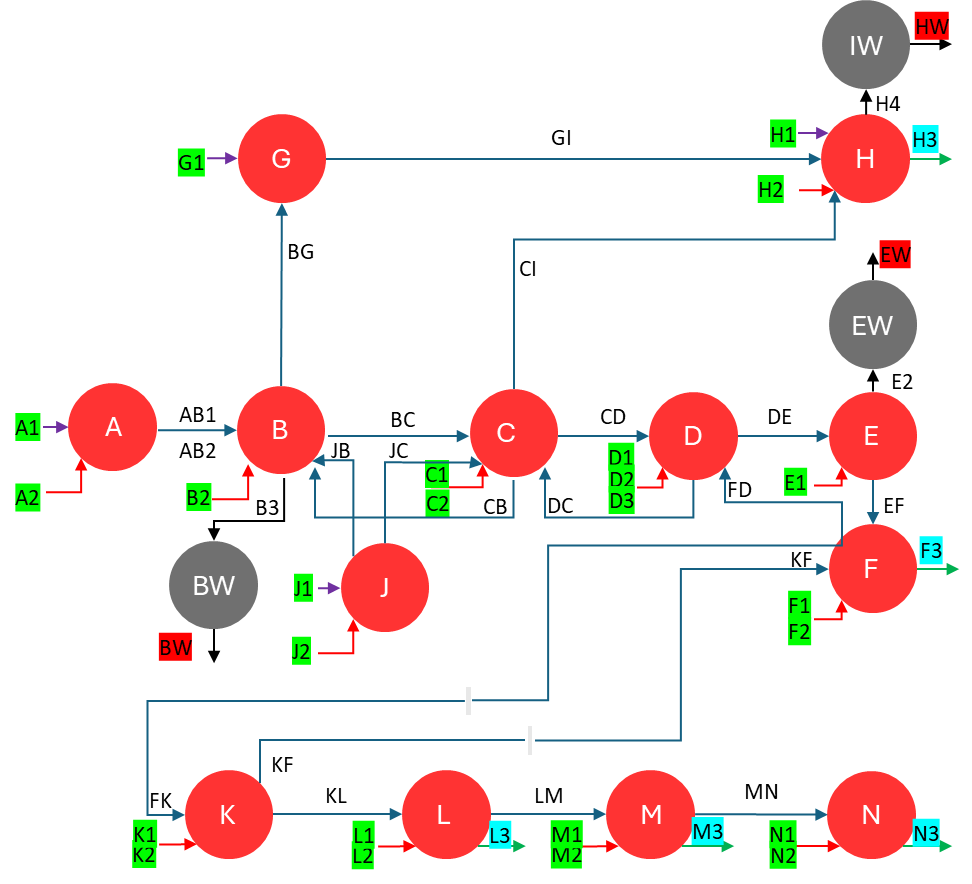 IW
HW
H4
GI
H1
H3
G1
G
H
H2
BG
CI
EW
EW
E2
A1
A
AB1
AB2
B
BC
C
CD
D
DE
E
JB
JC
A2
B2
B3
C1
C2
CB
DC
D1
D2
D3
FD
E1
EF
BW
BW
J1
J
J2
KF
F
F3
F1
F2
KF
FK
K
K1
K2
KL
L
L1
L2
L3
LM
M
M1
M2
M3
MN
N
N1
N2
N3